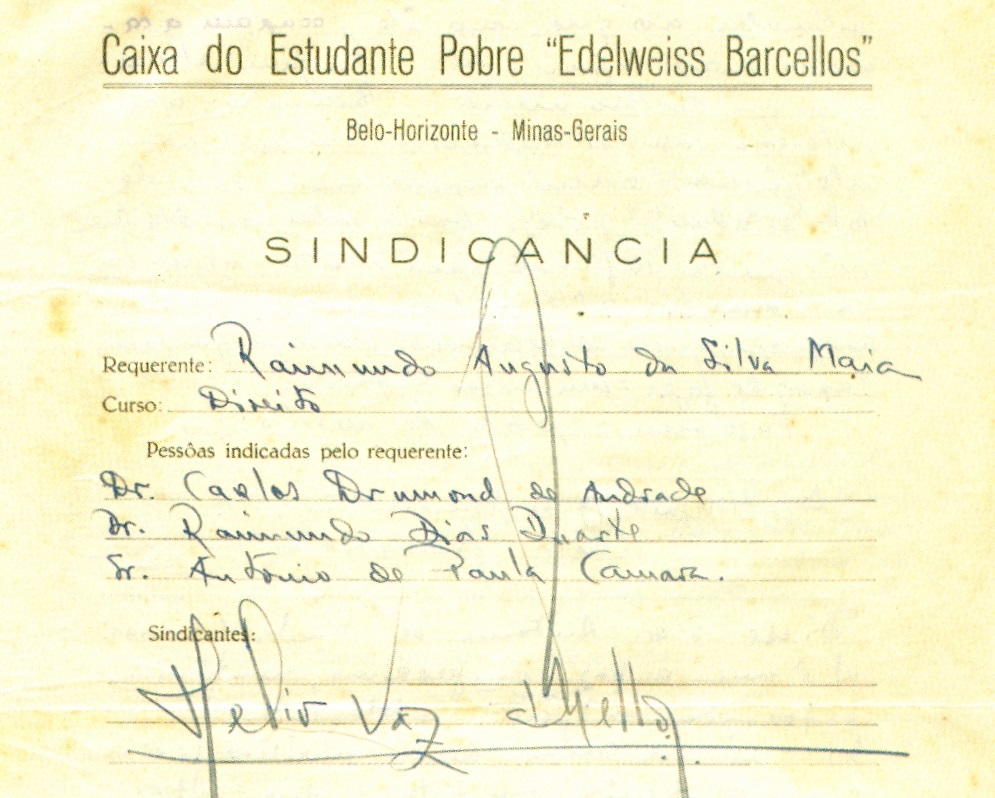 Caixa do Estudante Pobre “Edelweiss Barcellos”
Belo-Horizonte - Minas-Gerais
SINDICANCIA
Requerente: Raimundo Augusto da Silva Maia
Curso: Direito
Pessôas indicadas pelo requerente:
Dr. Carlos Drumond de Andrade
Dr. Raimundo Dias Duarte
Sr. Antonio de Paula Camara.
Sindicantes:
Helio Vaz d'Mello